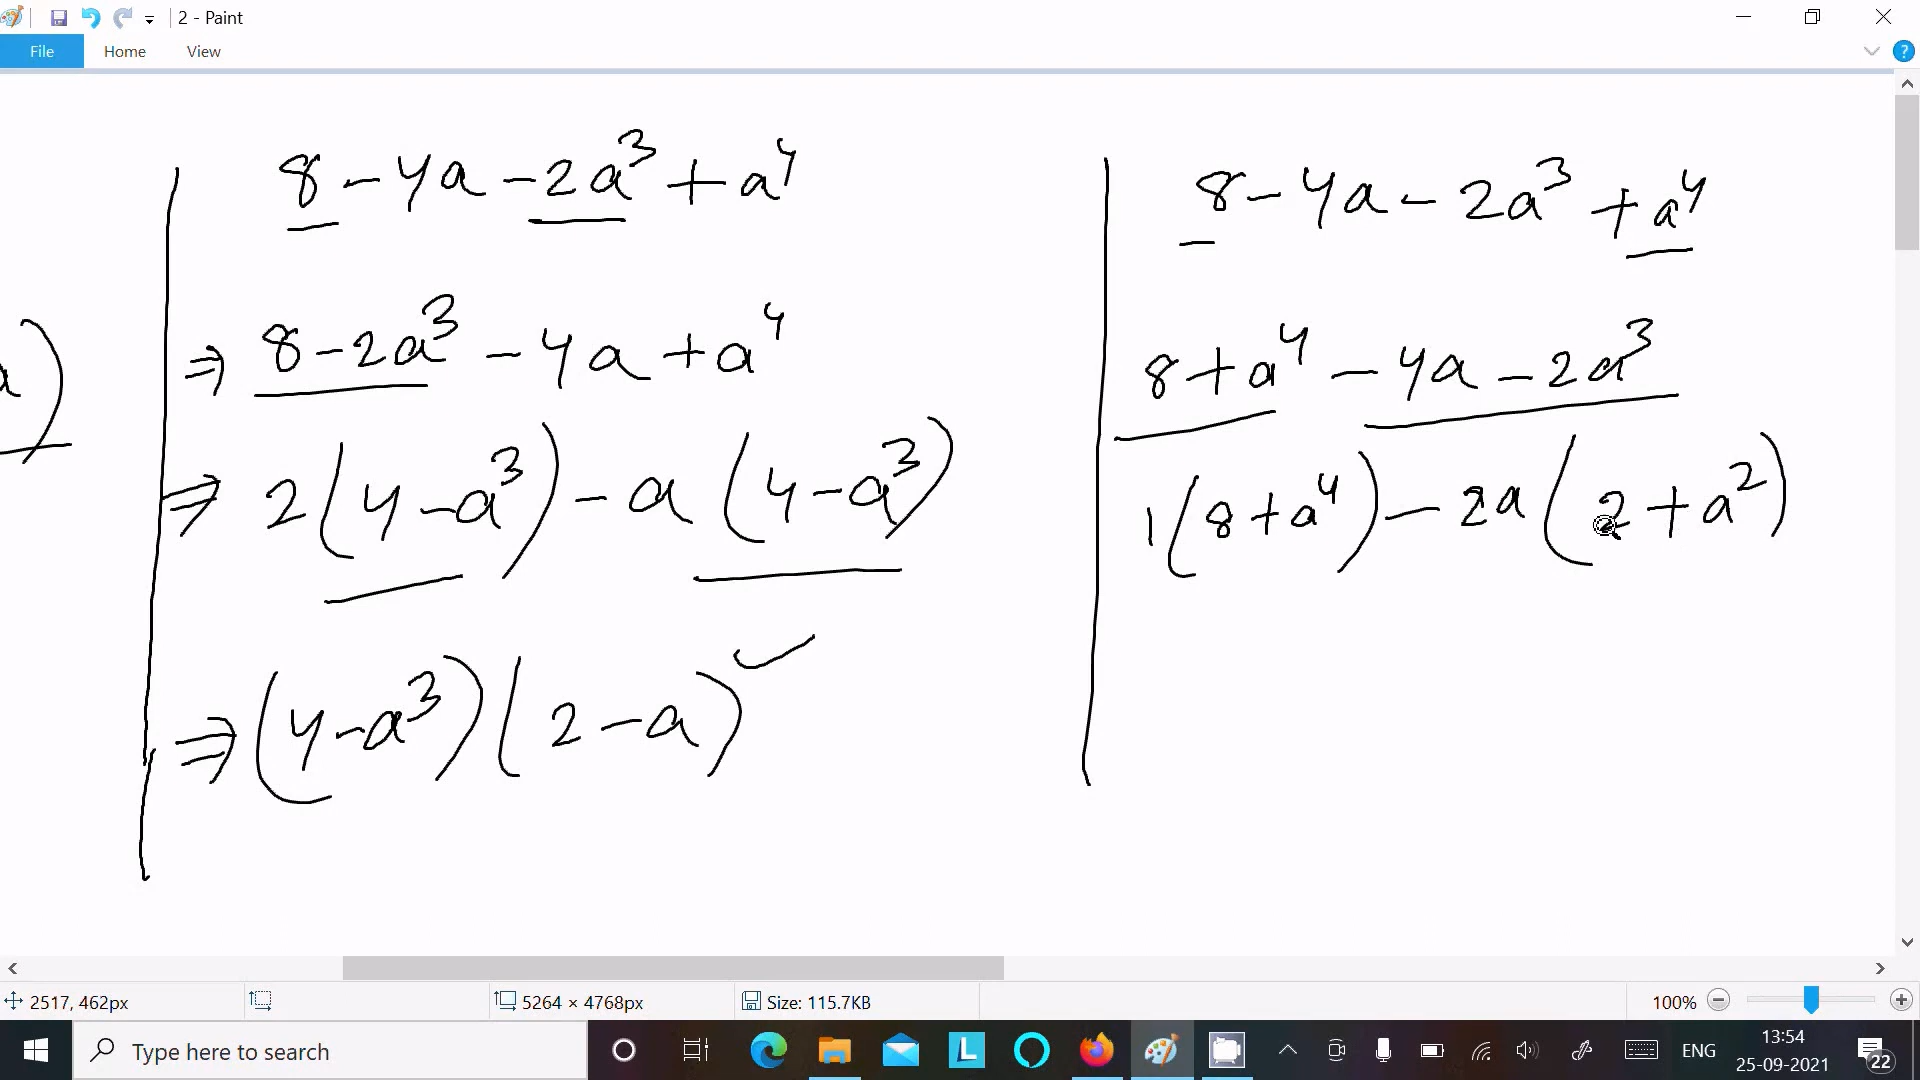 2 - Paint
File Home View
8 - 4a - 2a³ + a⁴
⇒ 8 - 2a³ - 4a + a⁴
⇒ 2(4 - a³) - a(4 - a³)
⇒ (4 - a³)(2 - a) ✓
8 - 4a - 2a³ + a⁴
8 + a⁴ - 4a - 2a³
1(8 + a⁴) - 2a(2 + a²)
2517, 462px 5264 × 4768px Size: 115.7KB 100%
Type here to search
L
ENG
13:54
25-09-2021
22